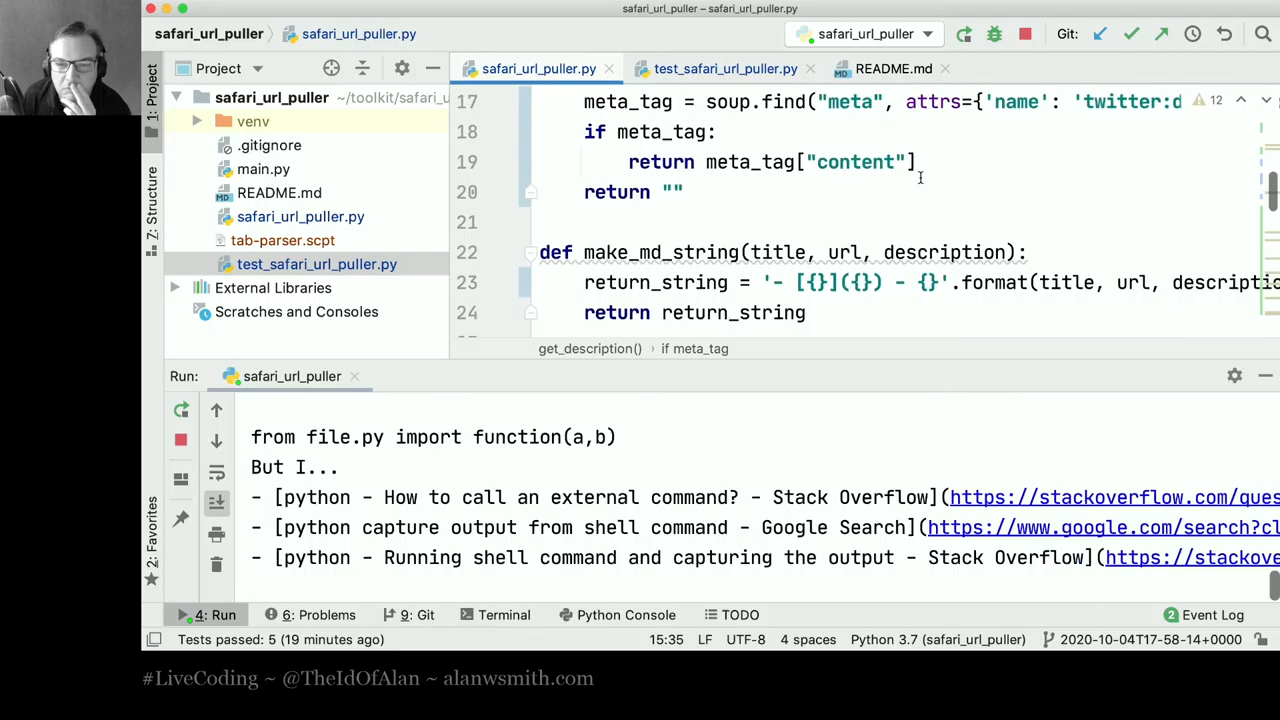 safari_url_puller – safari_url_puller.py
safari_url_puller safari_url_puller.py
safari_url_puller Git:
1: Project
Z: Structure
2: Favorites
Project
safari_url_puller ~/toolkit/safari_u
venv
.gitignore
main.py
README.md
safari_url_puller.py
tab-parser.scpt
test_safari_url_puller.py
External Libraries
Scratches and Consoles
safari_url_puller.py test_safari_url_puller.py README.md
17 meta_tag = soup.find("meta", attrs={'name': 'twitter:d 12
18 if meta_tag:
19 return meta_tag["content"]
20 return ""
21
22 def make_md_string(title, url, description):
23 return_string = '- [{}]({}) - {}'.format(title, url, descriptio
24 return return_string
get_description() › if meta_tag
Run: safari_url_puller
from file.py import function(a,b)
But I...
- [python - How to call an external command? - Stack Overflow](https://stackoverflow.com/ques
- [python capture output from shell command - Google Search](https://www.google.com/search?cl
- [python - Running shell command and capturing the output - Stack Overflow](https://stackove
4: Run 6: Problems 9: Git Terminal Python Console TODO 2 Event Log
Tests passed: 5 (19 minutes ago) 15:35 LF UTF-8 4 spaces Python 3.7 (safari_url_puller) 2020-10-04T17-58-14+0000
#LiveCoding ~ @TheIdOfAlan ~ alanwsmith.com